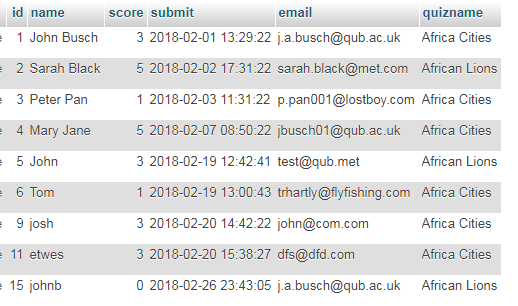 id name score submit email quizname
1 John Busch 3 2018-02-01 13:29:22 j.a.busch@qub.ac.uk Africa Cities
2 Sarah Black 5 2018-02-02 17:31:22 sarah.black@met.com African Lions
3 Peter Pan 1 2018-02-03 11:31:22 p.pan001@lostboy.com Africa Cities
4 Mary Jane 5 2018-02-07 08:50:22 jbusch01@qub.ac.uk Africa Cities
5 John 3 2018-02-19 12:42:41 test@qub.met African Lions
6 Tom 1 2018-02-19 13:00:43 trhartly@flyfishing.com Africa Cities
9 josh 3 2018-02-20 14:42:22 john@com.com Africa Cities
11 etwes 3 2018-02-20 15:38:27 dfs@dfd.com Africa Cities
15 johnb 0 2018-02-26 23:43:05 j.a.busch@qub.ac.uk African Lions